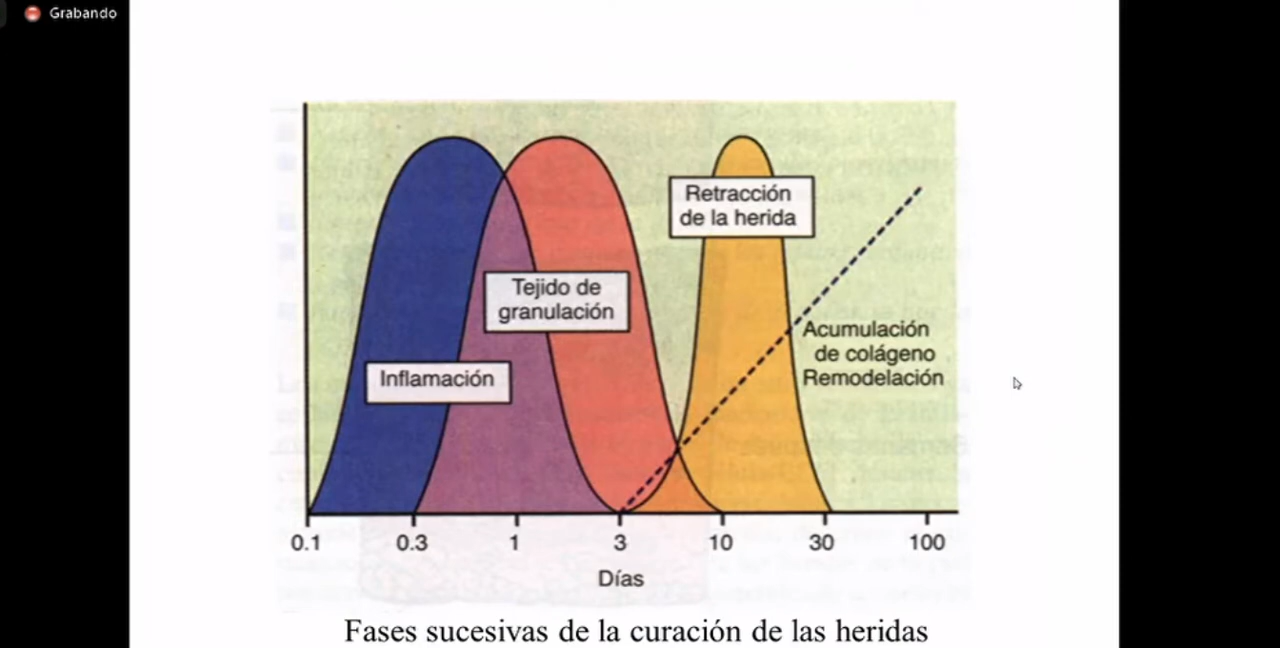 Grabando
Retracción
de la herida
Tejido de
granulación
Inflamación
Acumulación
de colágeno
Remodelación
0.1 0.3 1 3 10 30 100
Días
Fases sucesivas de la curación de las heridas